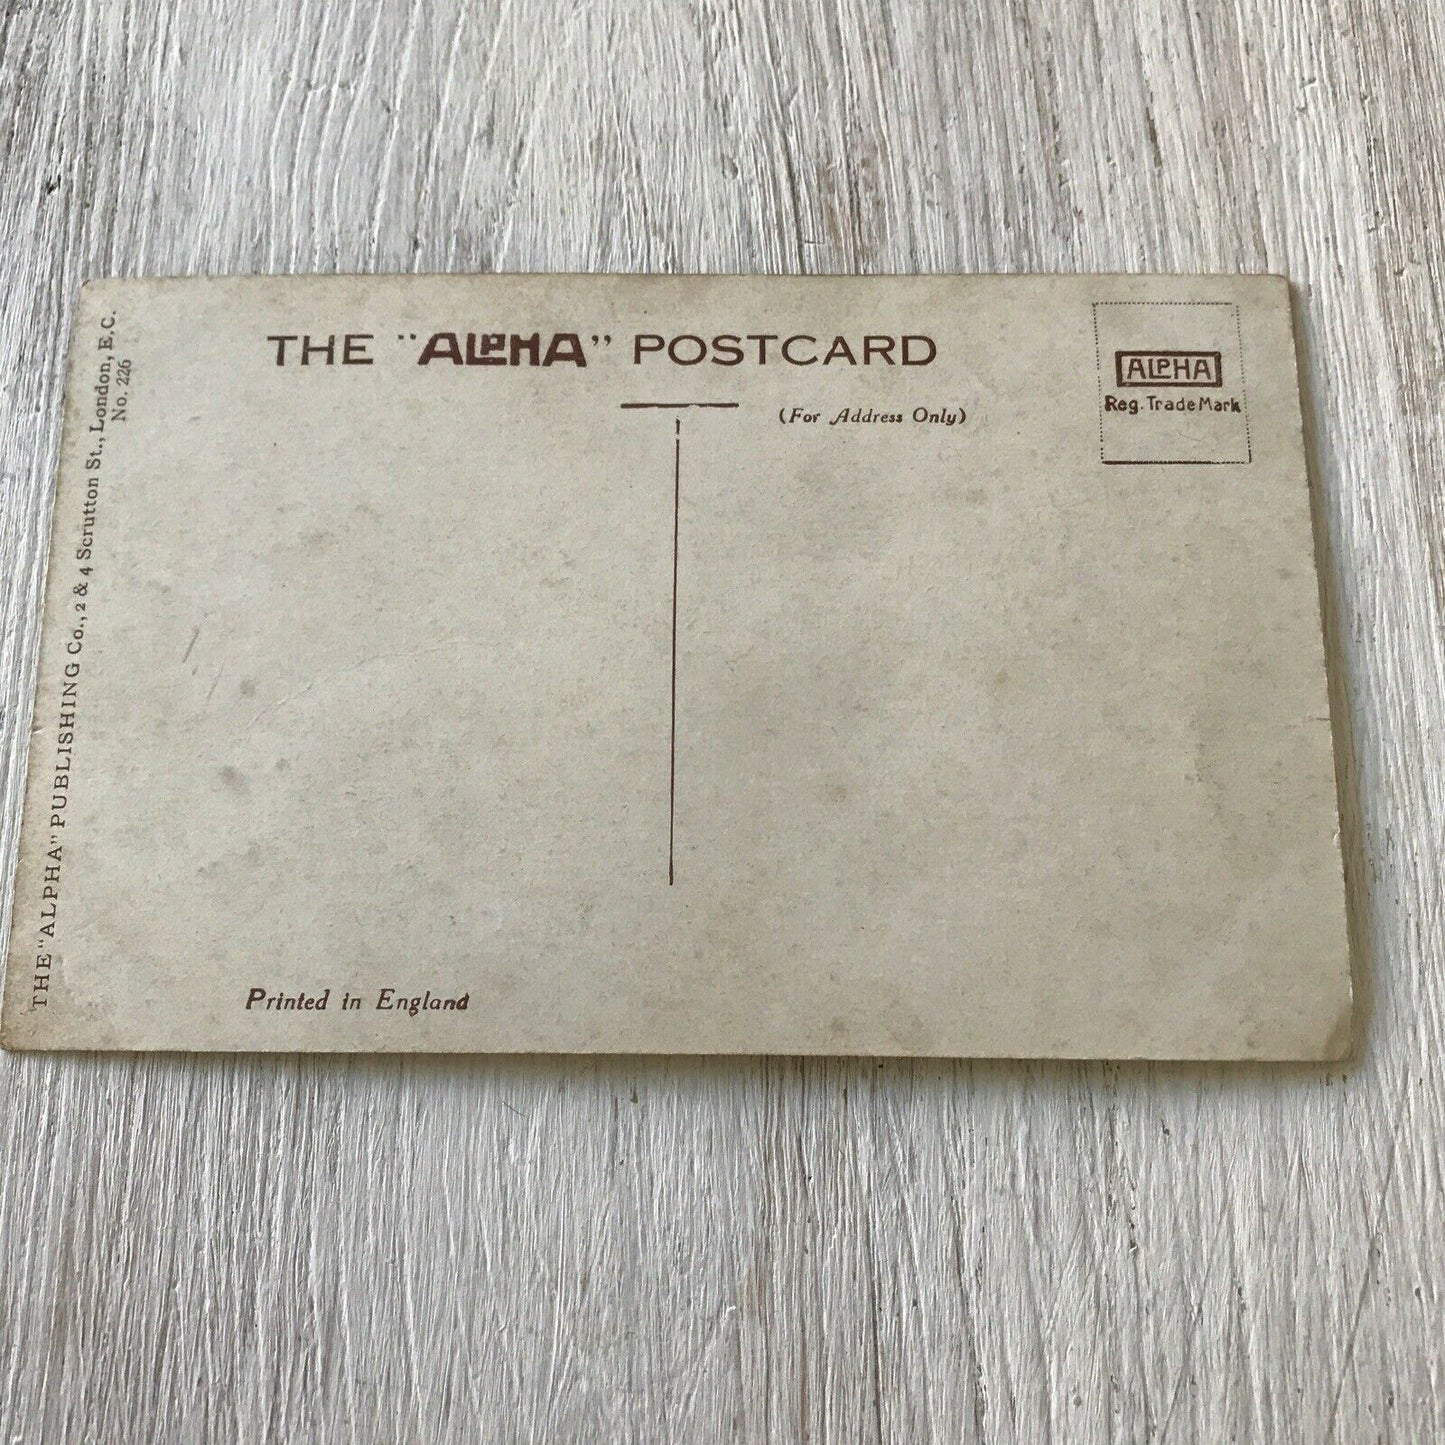 THE "ALPHA" POSTCARD
(For Address Only)
ALPHA
Reg. Trade Mark
THE "ALPHA" PUBLISHING Co., 2 & 4 Scrutton St., London, E.C.
No. 226
Printed in England